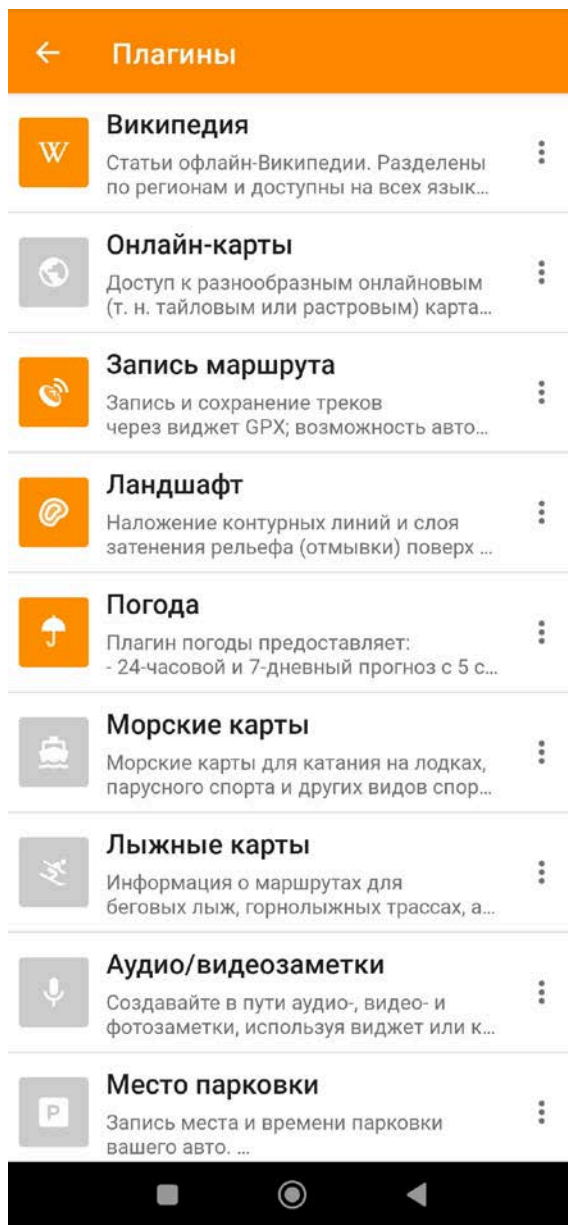 Плагины
Википедия
W
Статьи офлайн-Википедии. Разделены
по регионам и доступны на всех язык...
Онлайн-карты
Доступ к разнообразным онлайновым
(т. н. тайловым или растровым) карта...
Запись маршрута
Запись и сохранение треков
через виджет GPX; возможность авто...
Ландшафт
Наложение контурных линий и слоя
затенения рельефа (отмывки) поверх ...
Погода
Плагин погоды предоставляет:
- 24-часовой и 7-дневный прогноз с 5 с...
Морские карты
Морские карты для катания на лодках,
парусного спорта и других видов спор...
Лыжные карты
Информация о маршрутах для
беговых лыж, горнолыжных трассах, а...
Аудио/видеозаметки
Создавайте в пути аудио-, видео- и
фотозаметки, используя виджет или к...
Место парковки
P
Запись места и времени парковки
вашего авто. ...